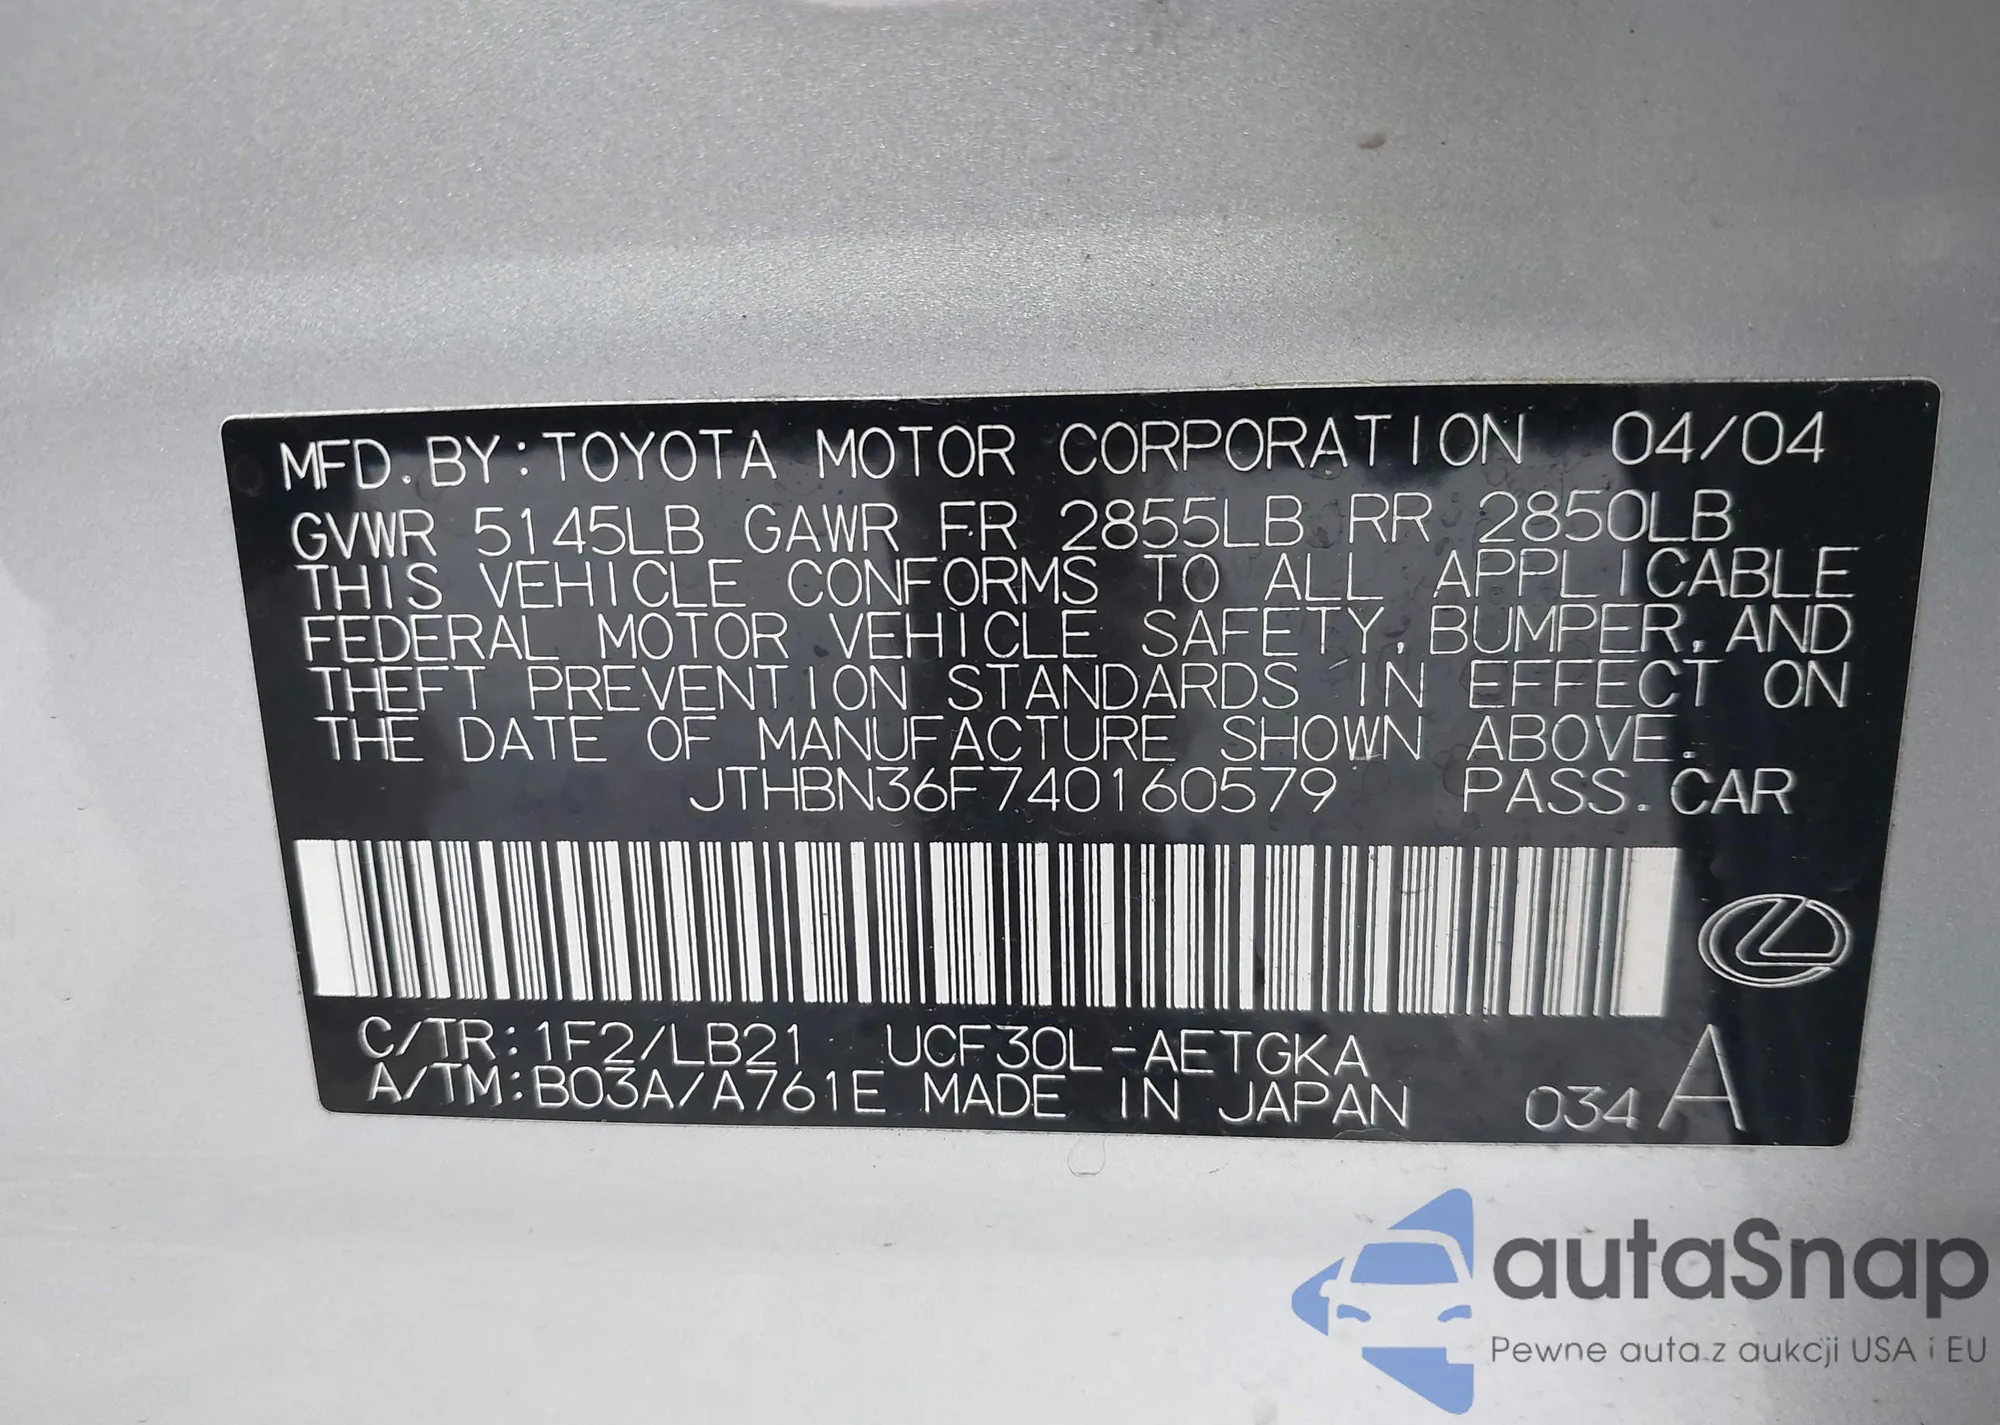 MFD.BY:TOYOTA MOTOR CORPORATION 04/04
GVWR 5145LB GAWR FR 2855LB RR 2850LB
THIS VEHICLE CONFORMS TO ALL APPLICABLE
FEDERAL MOTOR VEHICLE SAFETY,BUMPER,AND
THEFT PREVENTION STANDARDS IN EFFECT ON
THE DATE OF MANUFACTURE SHOWN ABOVE.
JTHBN36F740160579 PASS.CAR
C/TR:1F2/LB21 UCF30L-AETGKA
A/TM:B03A/A761E MADE IN JAPAN 034 A
autaSnap
Pewne auta z aukcji USA i EU